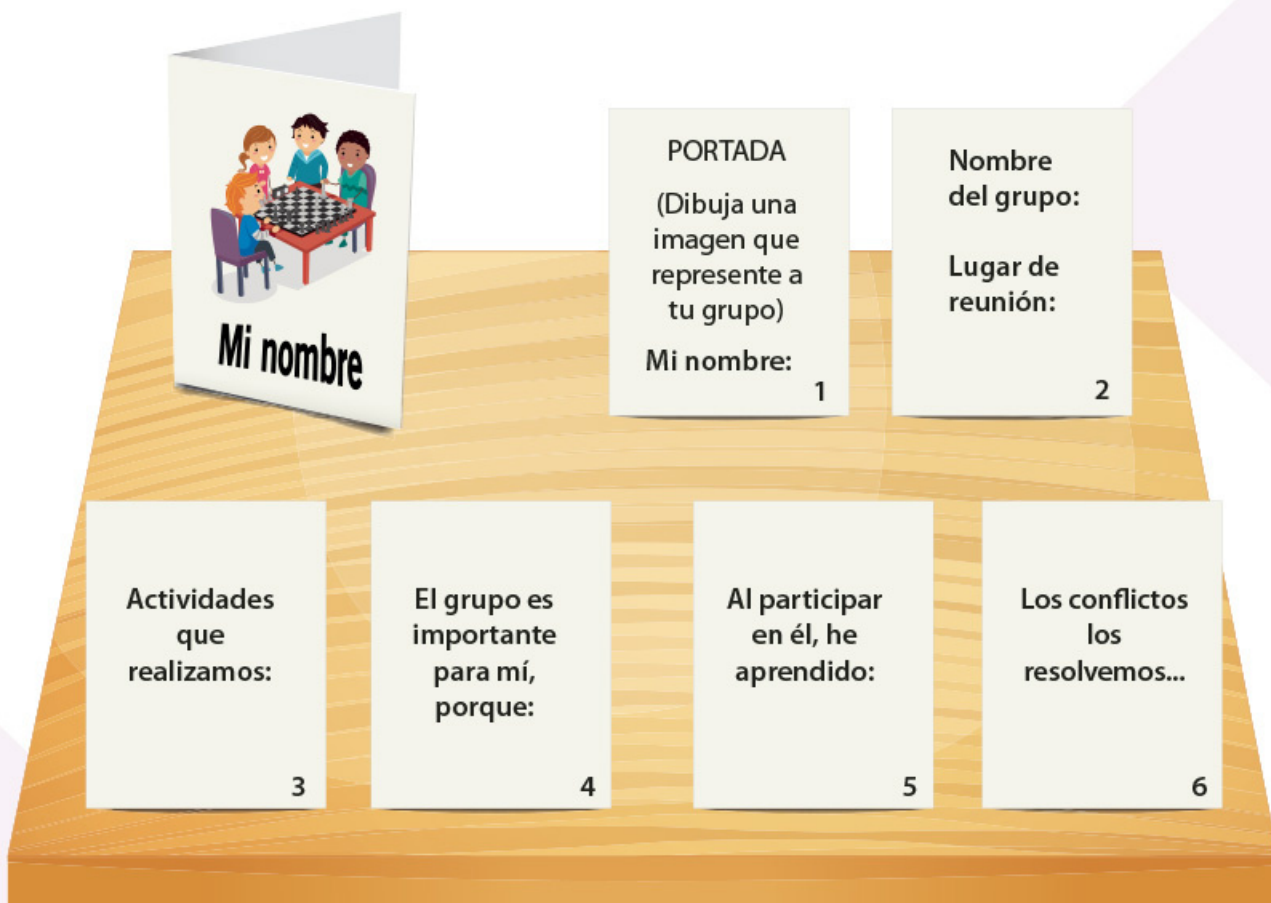 Mi nombre
PORTADA
(Dibuja una
imagen que
represente a
tu grupo)
Mi nombre:
1
Nombre
del grupo:
Lugar de
reunión:
2
Actividades
que
realizamos:
3
El grupo es
importante
para mí,
porque:
4
Al participar
en él, he
aprendido:
5
Los conflictos
los
resolvemos...
6